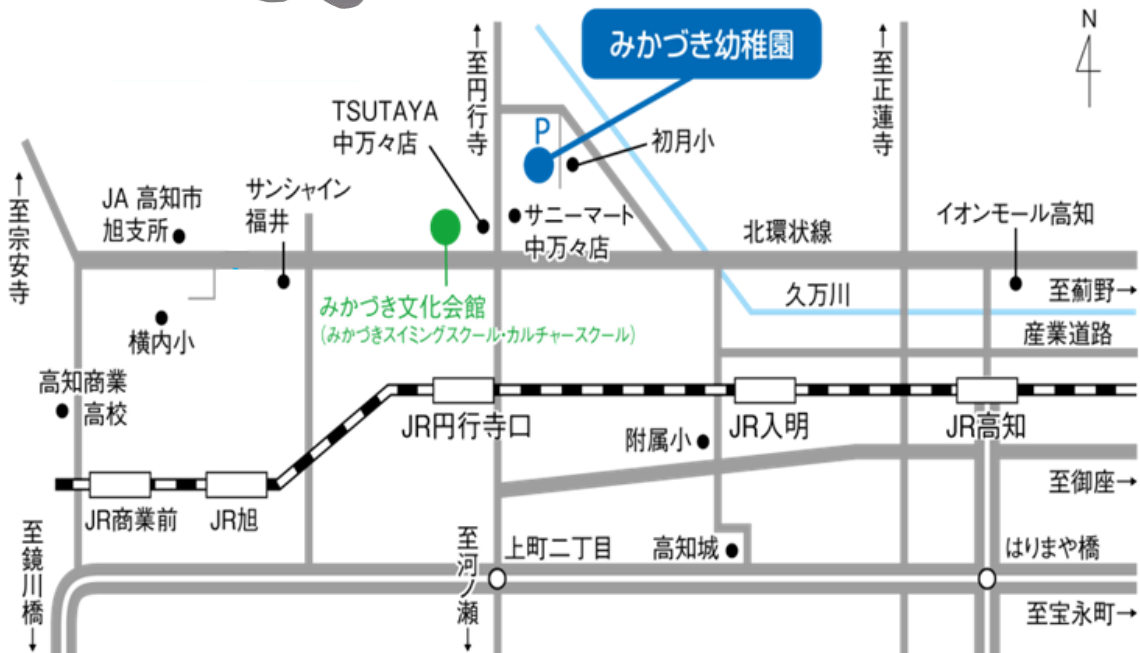 みかづき幼稚園
N
←至円行寺
←至正蓮寺
TSUTAYA
中万々店
P
初月小
←至宗安寺
JA 高知市
旭支所
サンシャイン
福井
サニーマート
中万々店
北環状線
イオンモール高知
至薊野→
久万川
みかづき文化会館
(みかづきスイミングスクール・カルチャースクール)
産業道路
横内小
高知商業
高校
JR円行寺口
附属小
JR入明
JR高知
至御座→
JR商業前
JR旭
至鏡川橋→
至河ノ瀬→
上町二丁目
高知城
はりまや橋
至宝永町→